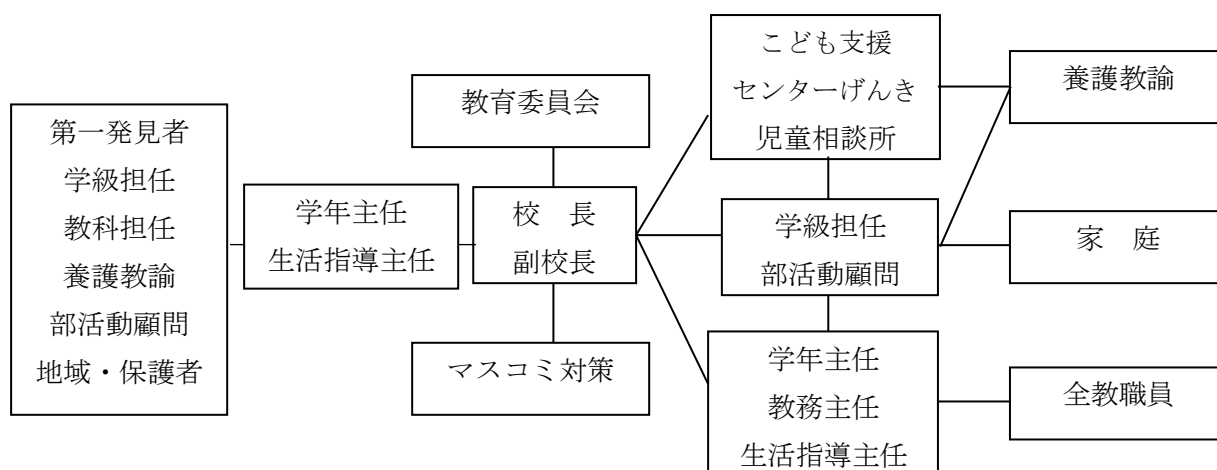 第一発見者
学級担任
教科担任
養護教諭
部活動顧問
地域・保護者
学年主任
生活指導主任
教育委員会
校　長
副校長
マスコミ対策
こども支援
センターげんき
児童相談所
学級担任
部活動顧問
学年主任
教務主任
生活指導主任
養護教諭
家　庭
全教職員